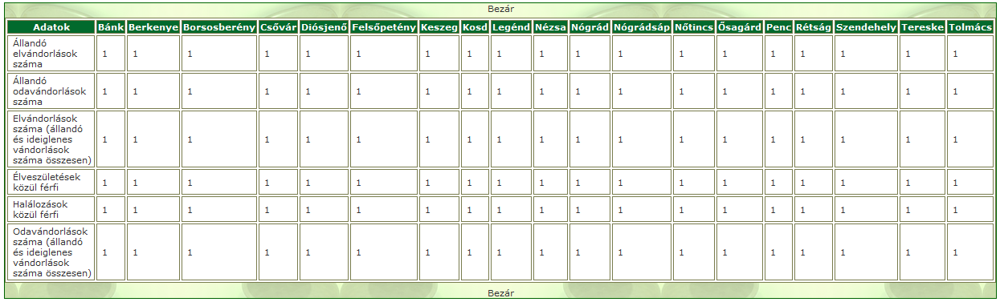 Bezár
Adatok Bánk Berkenye Borsosberény Csővár Diósjenő Felsőpetény Keszeg Kosd Legénd Nézsa Nógrád Nógrádsáp Nőtincs Ősagárd Penc Rétság Szendehely Tereske Tolmács
Állandó
elvándorlások
száma
1 1 1 1 1 1 1 1 1 1 1 1 1 1 1 1 1 1 1
Állandó
odavándorlások
száma
1 1 1 1 1 1 1 1 1 1 1 1 1 1 1 1 1 1 1
Elvándorlások
száma (állandó
és ideiglenes
vándorlások
száma összesen)
1 1 1 1 1 1 1 1 1 1 1 1 1 1 1 1 1 1 1
Élveszületések
közül férfi
1 1 1 1 1 1 1 1 1 1 1 1 1 1 1 1 1 1 1
Halálozások
közül férfi
1 1 1 1 1 1 1 1 1 1 1 1 1 1 1 1 1 1 1
Odavándorlások
száma (állandó
és ideiglenes
vándorlások
száma összesen)
1 1 1 1 1 1 1 1 1 1 1 1 1 1 1 1 1 1 1
Bezár